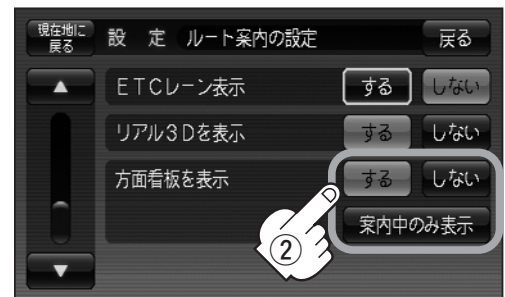 現在地に
戻る
設 定 ルート案内の設定
戻る
▲
ETCレーン表示 する しない
リアル3Dを表示 する しない
方面看板を表示 する しない
案内中のみ表示
②
▼